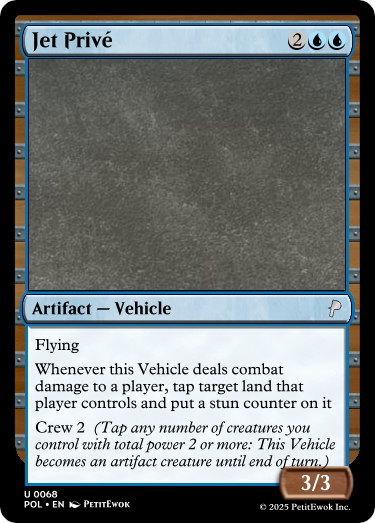 Jet Privé 2
Artifact — Vehicle
Flying
Whenever this Vehicle deals combat
damage to a player, tap target land that
player controls and put a stun counter on it
Crew 2 (Tap any number of creatures you
control with total power 2 or more: This Vehicle
becomes an artifact creature until end of turn.)
3/3
U 0068
POL • EN PetitEwok
© 2025 PetitEwok Inc.